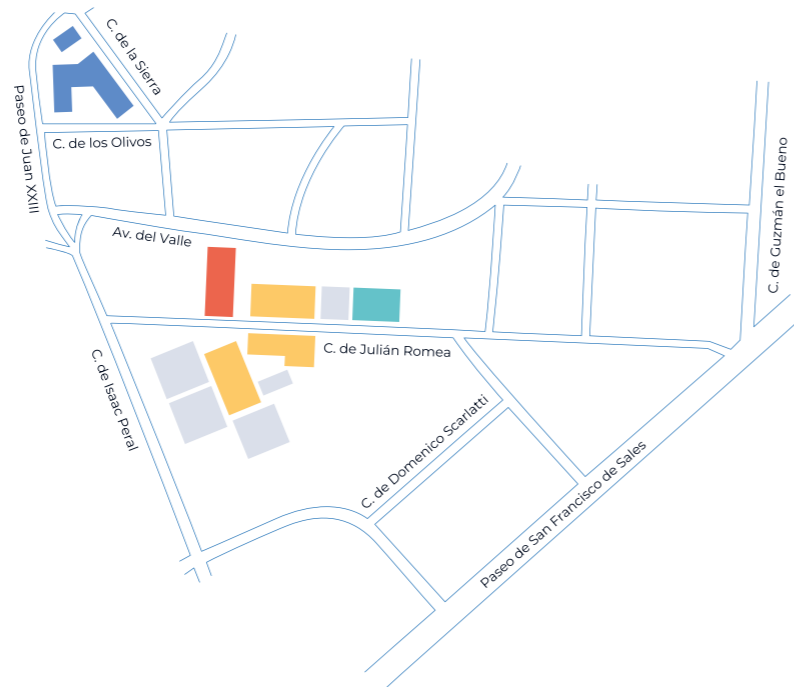 C. de la Sierra
Paseo de Juan XXIII
C. de los Olivos
C. de Guzmán el Bueno
Av. del Valle
C. de Julián Romea
C. de Isaac Peral
C. de Domenico Scarlatti
Paseo de San Francisco de Sales